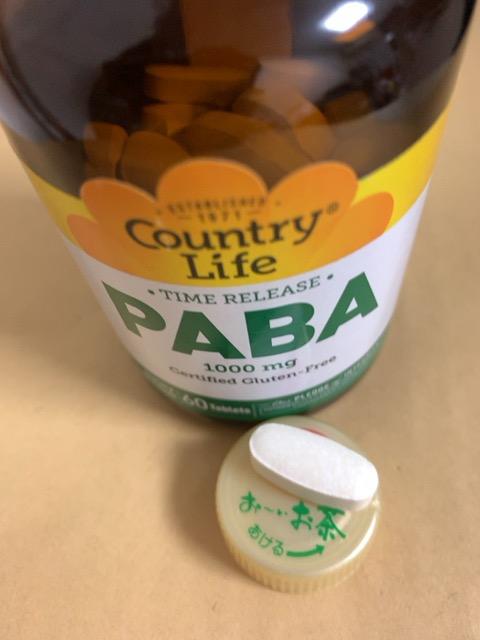 ESTABLISHED
1971
Country®
Life
• TIME RELEASE •
PABA
1000 mg
Certified Gluten-Free
60 Tablets
PLEDGE
お〜いお茶
あける